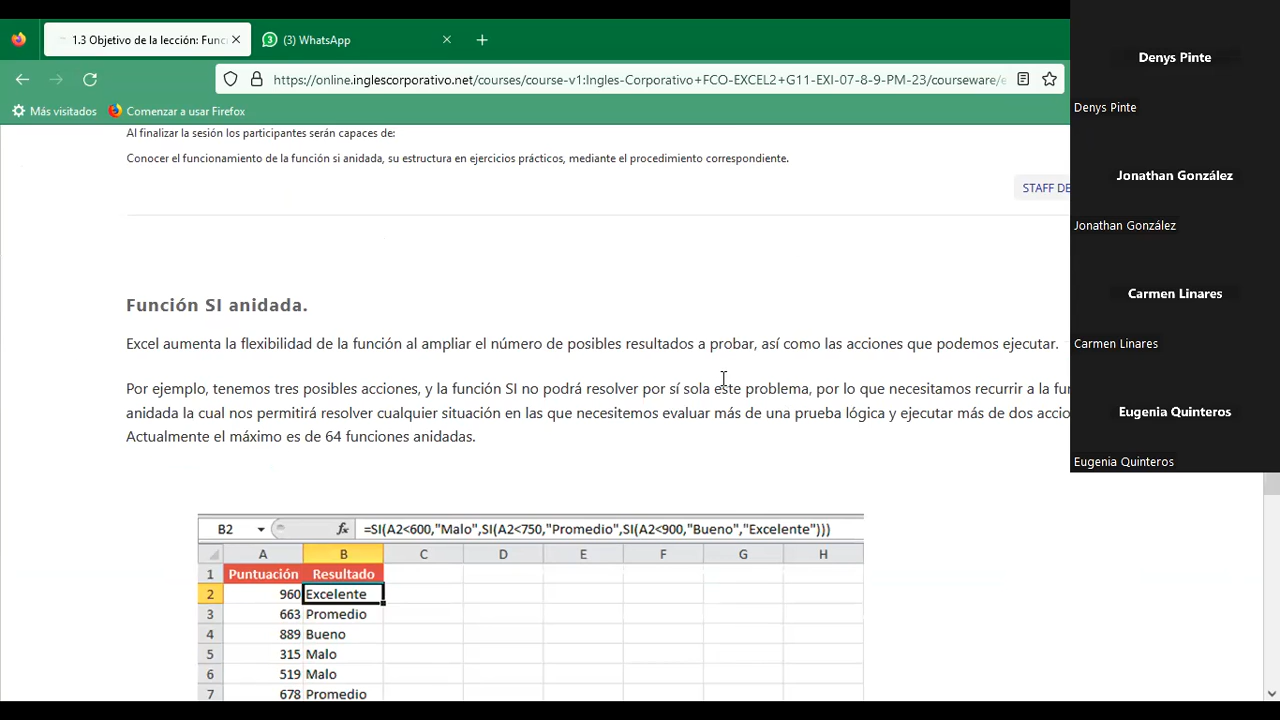 1.3 Objetivo de la lección: Func
(3) WhatsApp
https://online.inglescorporativo.net/courses/course-v1:Ingles-Corporativo+FCO-EXCEL2+G11-EXI-07-8-9-PM-23/courseware/e
Más visitados
Comenzar a usar Firefox
Al finalizar la sesión los participantes serán capaces de:
Conocer el funcionamiento de la función si anidada, su estructura en ejercicios prácticos, mediante el procedimiento correspondiente.
STAFF DE
Función SI anidada.
Excel aumenta la flexibilidad de la función al ampliar el número de posibles resultados a probar, así como las acciones que podemos ejecutar.
Por ejemplo, tenemos tres posibles acciones, y la función SI no podrá resolver por sí sola este problema, por lo que necesitamos recurrir a la fun
anidada la cual nos permitirá resolver cualquier situación en las que necesitemos evaluar más de una prueba lógica y ejecutar más de dos accio
Actualmente el máximo es de 64 funciones anidadas.
B2 fx =SI(A2<600,"Malo",SI(A2<750,"Promedio",SI(A2<900,"Bueno","Excelente")))
A B C D E F G H
1 Puntuación Resultado
2 960 Excelente
3 663 Promedio
4 889 Bueno
5 315 Malo
6 519 Malo
7 678 Promedio
Denys Pinte
Denys Pinte
Jonathan González
Jonathan González
Carmen Linares
Carmen Linares
Eugenia Quinteros
Eugenia Quinteros